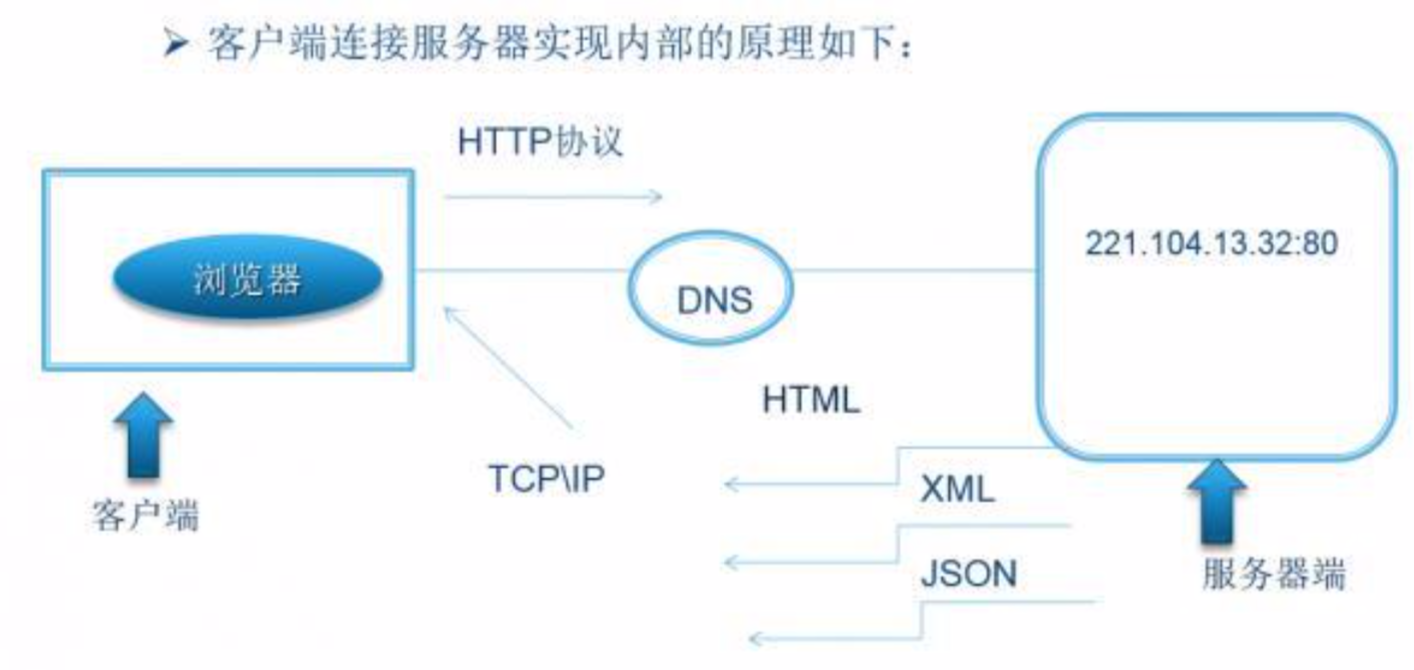 ➢ 客户端连接服务器实现内部的原理如下：
HTTP协议
221.104.13.32:80
浏览器
DNS
HTML
TCP\IP
XML
客户端
JSON
服务器端